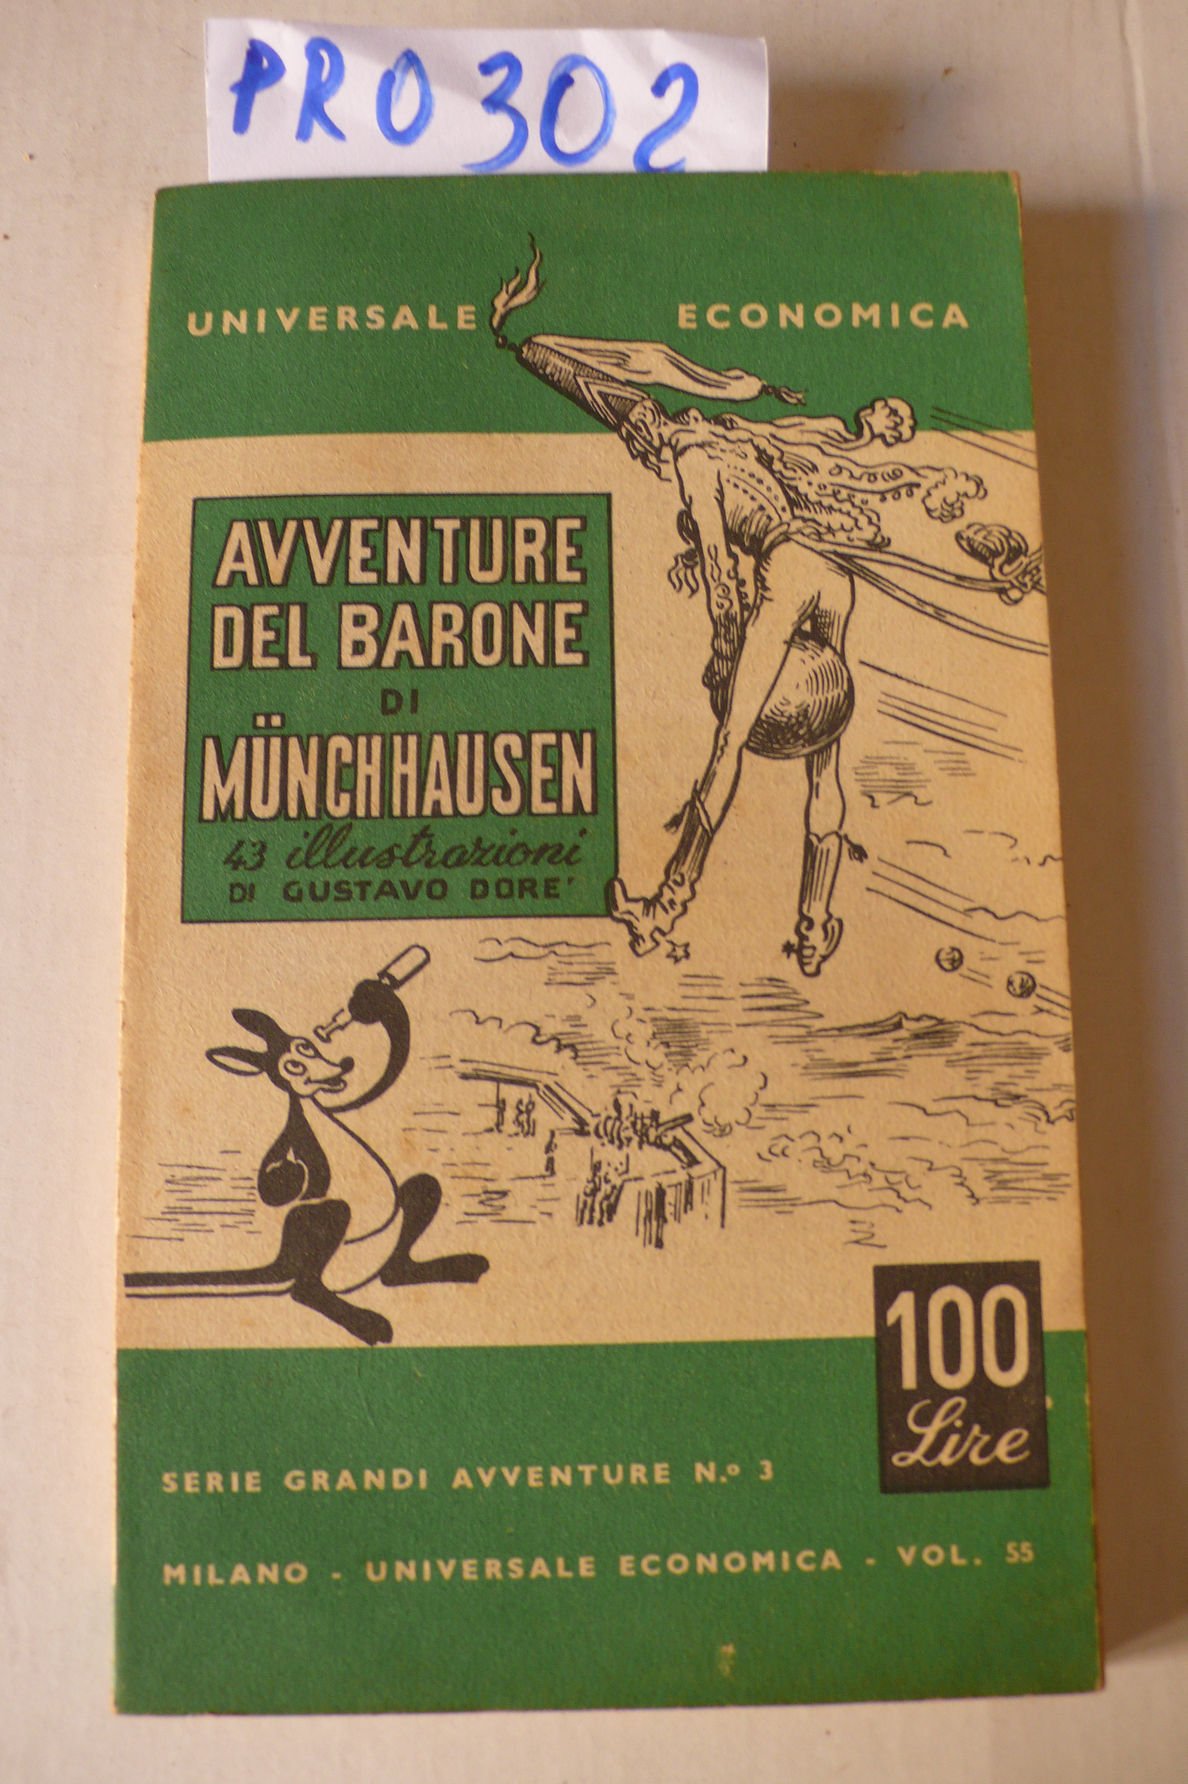 PRO302
UNIVERSALE ECONOMICA
AVVENTURE
DEL BARONE
DI
MÜNCHHAUSEN
43 illustrazioni
DI GUSTAVO DORE'
100
Lire
SERIE GRANDI AVVENTURE N.º 3
MILANO - UNIVERSALE ECONOMICA - VOL. 55